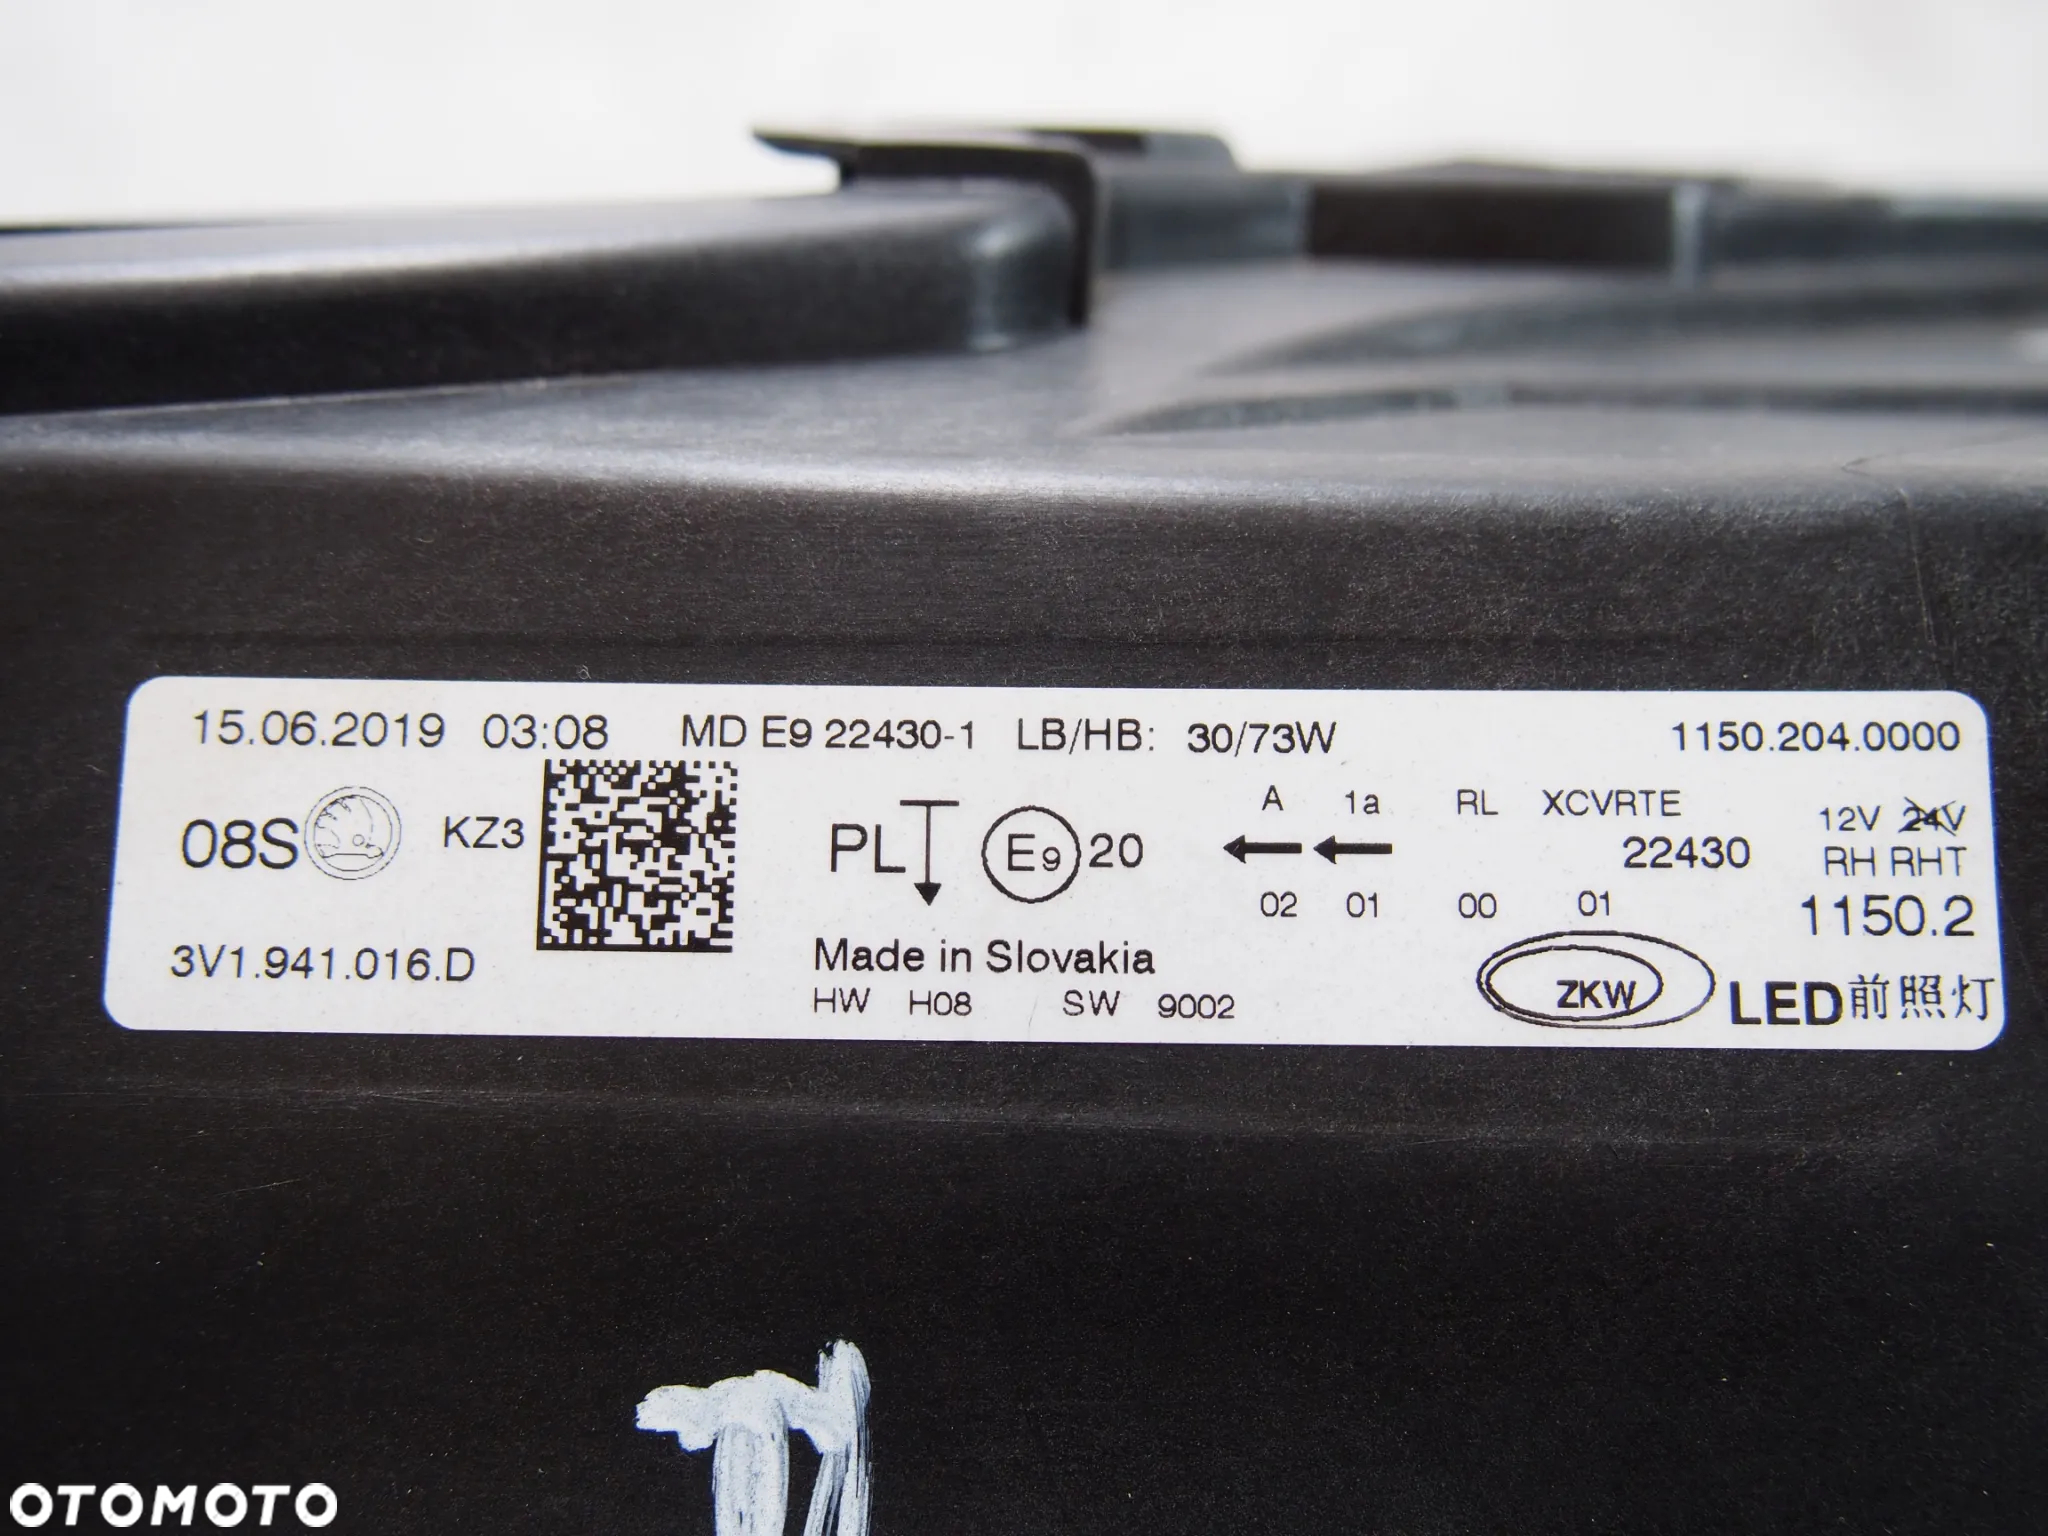 15.06.2019 03:08 MD E9 22430-1 LB/HB: 30/73W 1150.204.0000
A 1a RL XCVRTE 12V 24V
08S KZ3 PL E9 20 22430 RH RHT
02 01 00 01 1150.2
3V1.941.016.D Made in Slovakia ZKW LED前照灯
HW H08 SW 9002
OTOMOTO